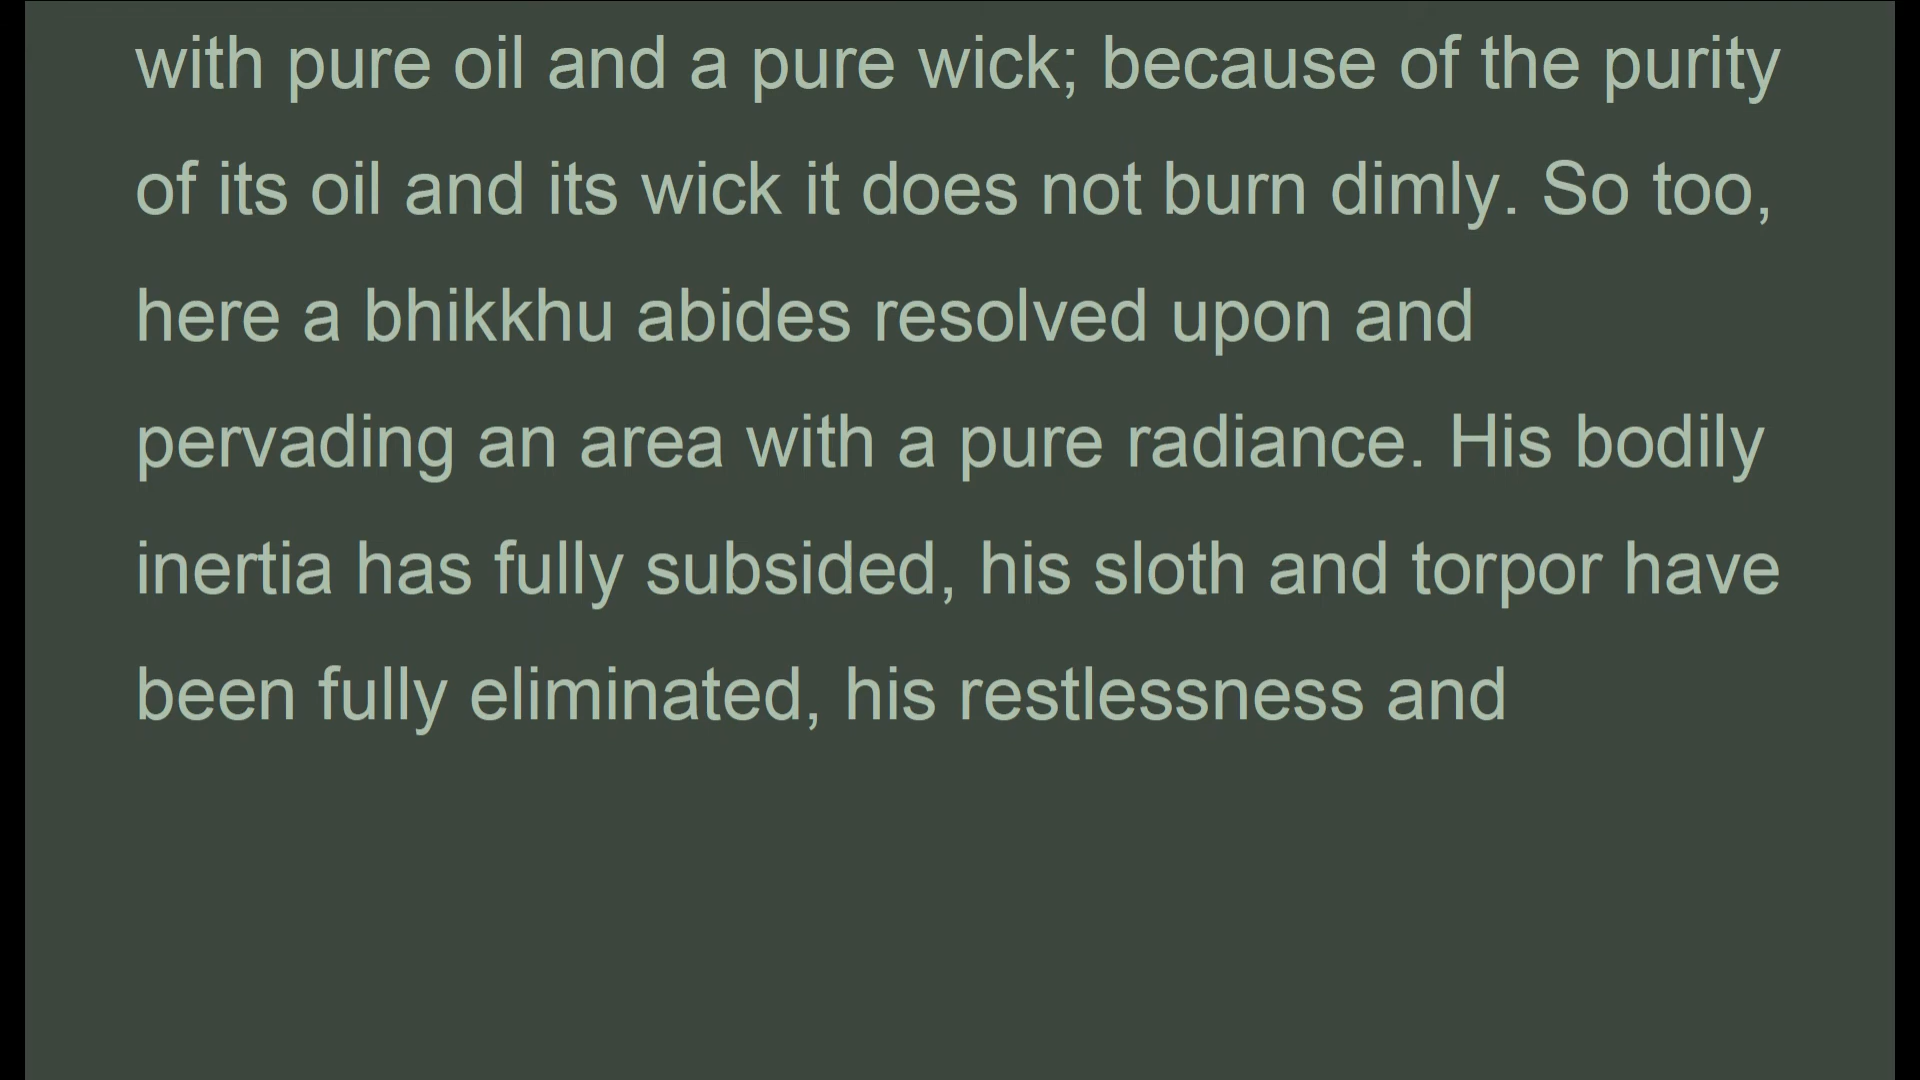 with pure oil and a pure wick; because of the purity
of its oil and its wick it does not burn dimly. So too,
here a bhikkhu abides resolved upon and
pervading an area with a pure radiance. His bodily
inertia has fully subsided, his sloth and torpor have
been fully eliminated, his restlessness and